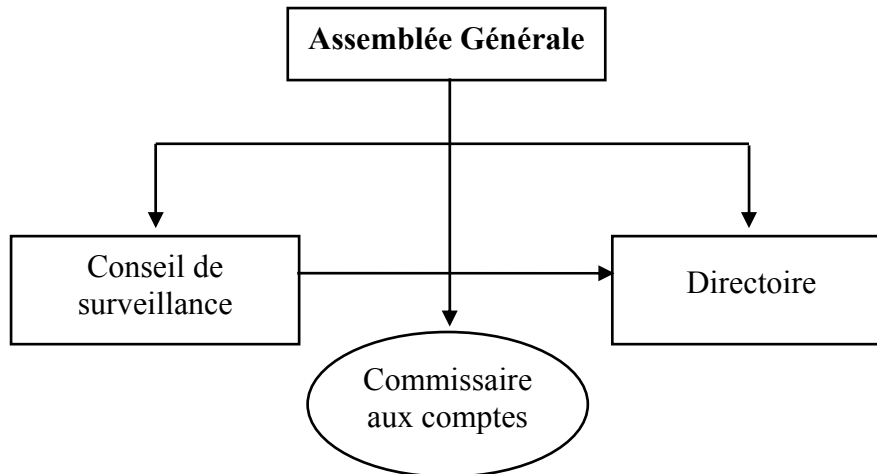 Assemblée Générale
Conseil de
surveillance
Directoire
Commissaire
aux comptes